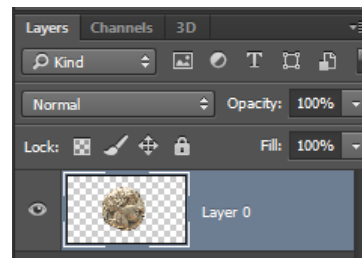 Layers Channels 3D
Kind T
Normal Opacity: 100%
Lock: Fill: 100%
Layer 0